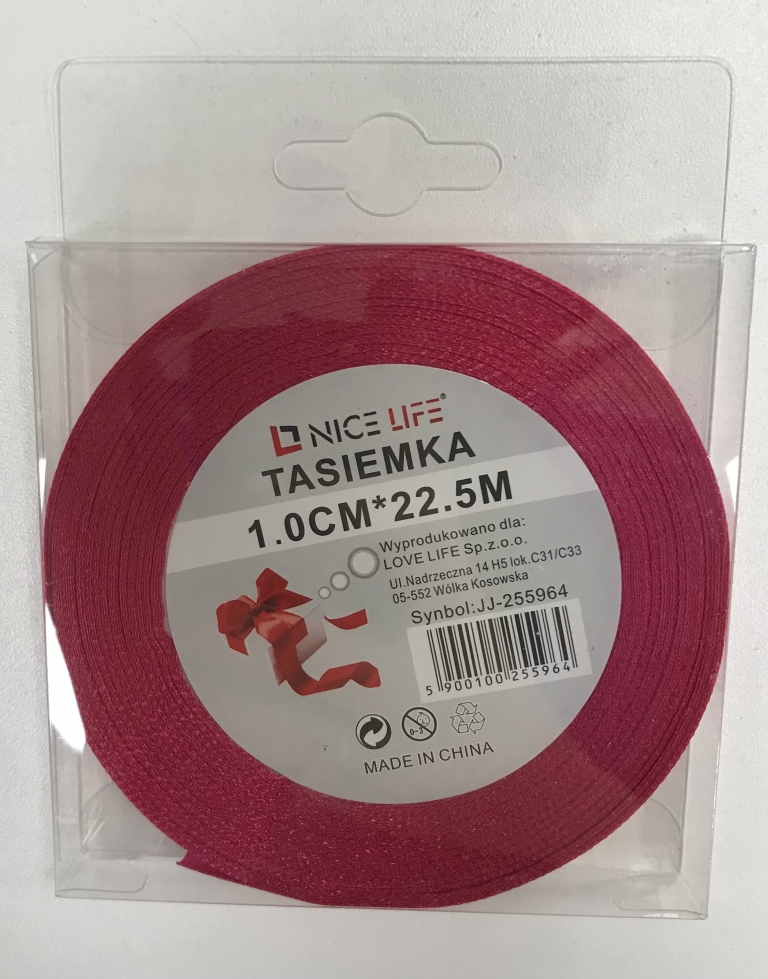 NICE LIFE®
TASIEMKA
1.0CM*22.5M
Wyprodukowano dla:
LOVE LIFE Sp.z.o.o.
Ul.Nadrzeczna 14 H5 lok.C31/C33
05-552 Wólka Kosowska
Synbol:JJ-255964
5 900100 255964
0-3
MADE IN CHINA